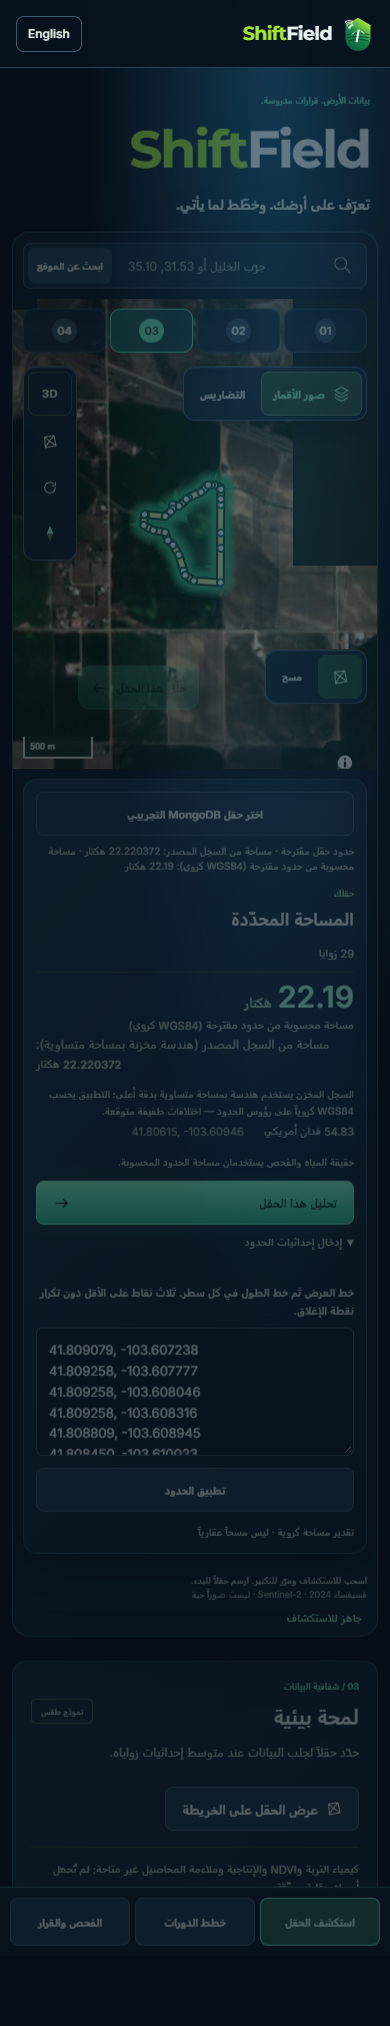 English
ShiftField
بيانات الأرض. قرارات مدروسة.
ShiftField
تعرّف على أرضك. وخطّط لما يأتي.
جرّب الخليل أو 31.53, 35.10
ابحث عن الموقع
01
02
03
04
صور الأقمار
التضاريس
3D
مسح
حلّل هذا الحقل
500 m
اختر حقل MongoDB التجريبي
حدود حقل مقترحة · مساحة من السجل المصدر: 22.220372 هكتار · مساحة
محسوبة من حدود مقترحة (WGS84 كروي): 22.19 هكتار
حقلك
المساحة المحدّدة
29 زوايا
22.19 هكتار
مساحة محسوبة من حدود مقترحة (WGS84 كروي)
مساحة من السجل المصدر (هندسة مخزنة بمساحة متساوية):
22.220372 هكتار
السجل المخزن يستخدم هندسة بمساحة متساوية بدقة أعلى؛ التطبيق يحسب
WGS84 كروياً على رؤوس الحدود — اختلافات طفيفة متوقعة.
54.83 فدان أمريكي
41.80615, -103.60946
حقيقة المياه والفحص يستخدمان مساحة الحدود المحسوبة.
تحليل هذا الحقل
▼ إدخال إحداثيات الحدود
خط العرض ثم خط الطول في كل سطر. ثلاث نقاط على الأقل دون تكرار
نقطة الإغلاق.
41.809079, -103.607238
41.809258, -103.607777
41.809258, -103.608046
41.809258, -103.608316
41.808809, -103.608945
41.808450, -103.610023
تطبيق الحدود
تقدير مساحة كروية · ليس مسحاً عقارياً
اسحب للاستكشاف ومرّر للتكبير. ارسم حقلاً للبدء.
فسيفساء Sentinel-2 · 2024 · ليست صوراً حية
جاهز للاستكشاف
03 / شفافية البيانات
لمحة بيئية
نموذج طقس
حدّد حقلاً لجلب البيانات عند متوسط إحداثيات زواياه.
عرض الحقل على الخريطة
كيمياء التربة وNDVI والإنتاجية وملاءمة المحاصيل غير متاحة: لم تُحمل
استكشف الحقل
خطط الدورات
الفحص والقرار